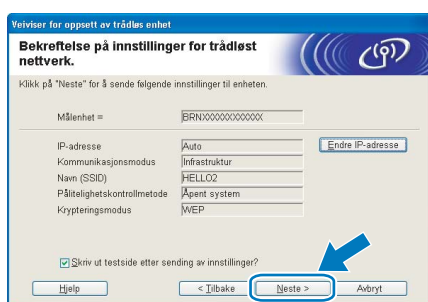 Veiviser for oppsett av trådløs enhet
Bekreftelse på innstillinger for trådløst
nettverk.
Klikk på "Neste" for å sende følgende innstillinger til enheten.
Målenhet = BRNXXXXXXXXXXXX
IP-adresse Auto Endre IP-adresse
Kommunikasjonsmodus Infrastruktur
Navn (SSID) HELLO2
Pålitelighetskontrollmetode Åpent system
Krypteringsmodus WEP
Skriv ut testside etter sending av innstillinger?
Hjelp < Tilbake Neste > Avbryt